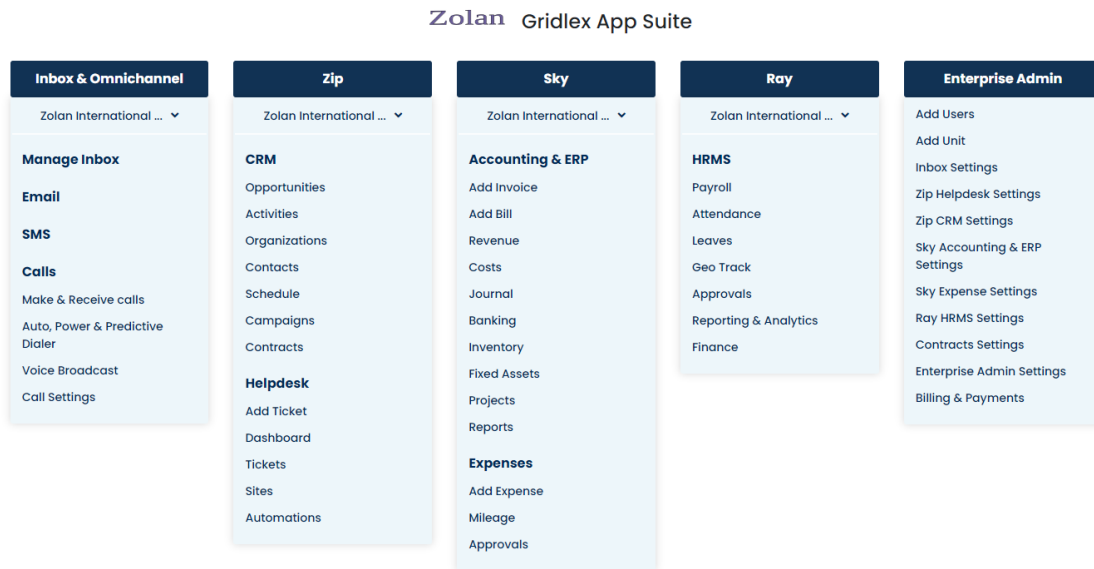 Zolan Gridlex App Suite
Inbox & Omnichannel
Zolan International ...
Manage Inbox
Email
SMS
Calls
Make & Receive calls
Auto, Power & Predictive
Dialer
Voice Broadcast
Call Settings
Zip
Zolan International ...
CRM
Opportunities
Activities
Organizations
Contacts
Schedule
Campaigns
Contracts
Helpdesk
Add Ticket
Dashboard
Tickets
Sites
Automations
Sky
Zolan International ...
Accounting & ERP
Add Invoice
Add Bill
Revenue
Costs
Journal
Banking
Inventory
Fixed Assets
Projects
Reports
Expenses
Add Expense
Mileage
Approvals
Ray
Zolan International ...
HRMS
Payroll
Attendance
Leaves
Geo Track
Approvals
Reporting & Analytics
Finance
Enterprise Admin
Add Users
Add Unit
Inbox Settings
Zip Helpdesk Settings
Zip CRM Settings
Sky Accounting & ERP
Settings
Sky Expense Settings
Ray HRMS Settings
Contracts Settings
Enterprise Admin Settings
Billing & Payments